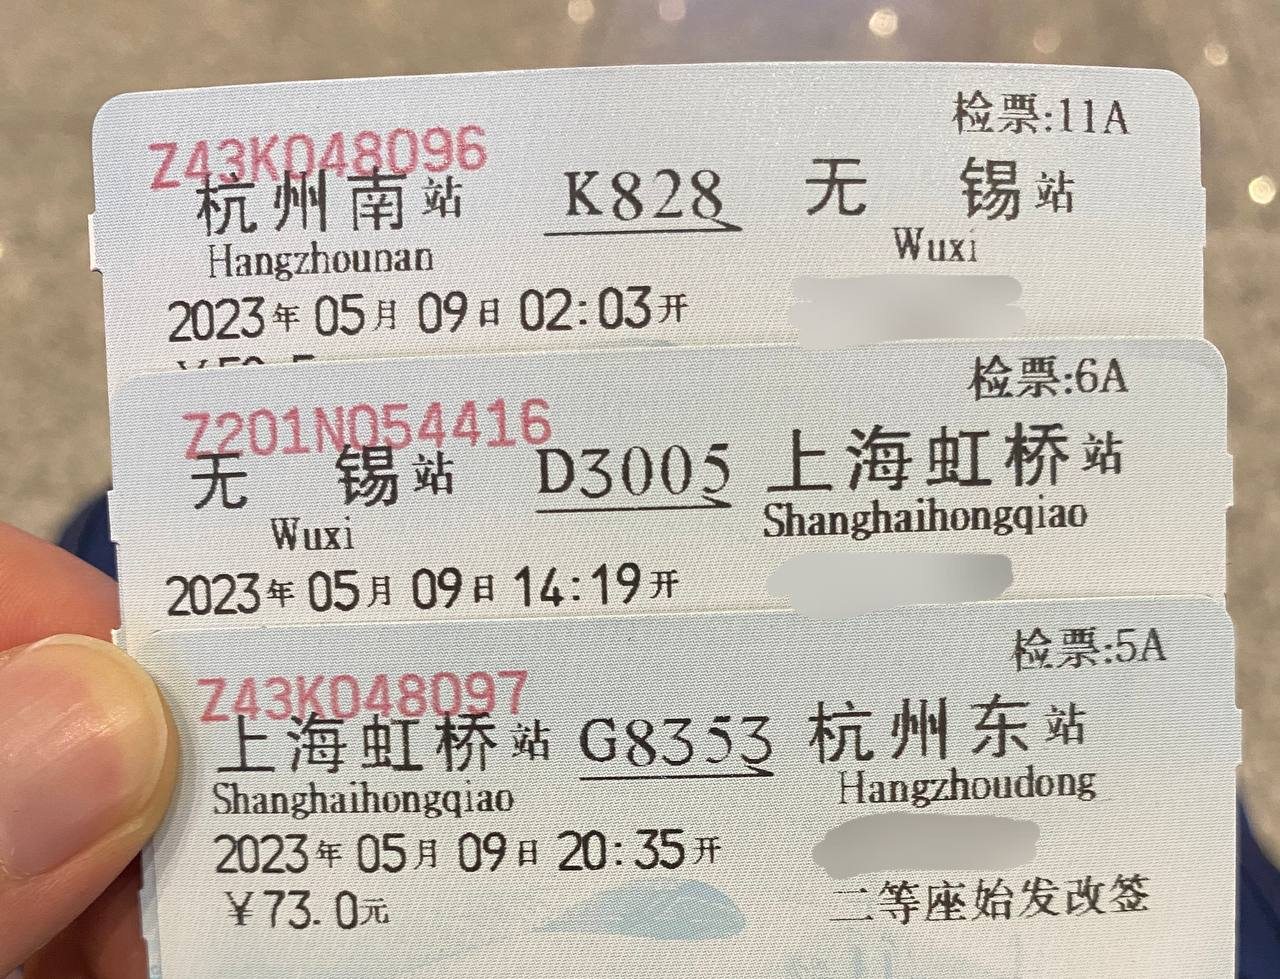 检票:11A
Z43K048096
杭州南站 K828 无锡站
Hangzhounan Wuxi
2023年05月09日02:03开
检票:6A
Z201N054416
无锡站 D3005 上海虹桥站
Wuxi Shanghaihongqiao
2023年05月09日14:19开
检票:5A
Z43K048097
上海虹桥站 G8353 杭州东站
Shanghaihongqiao Hangzhoudong
2023年05月09日20:35开
￥73.0元 二等座始发改签